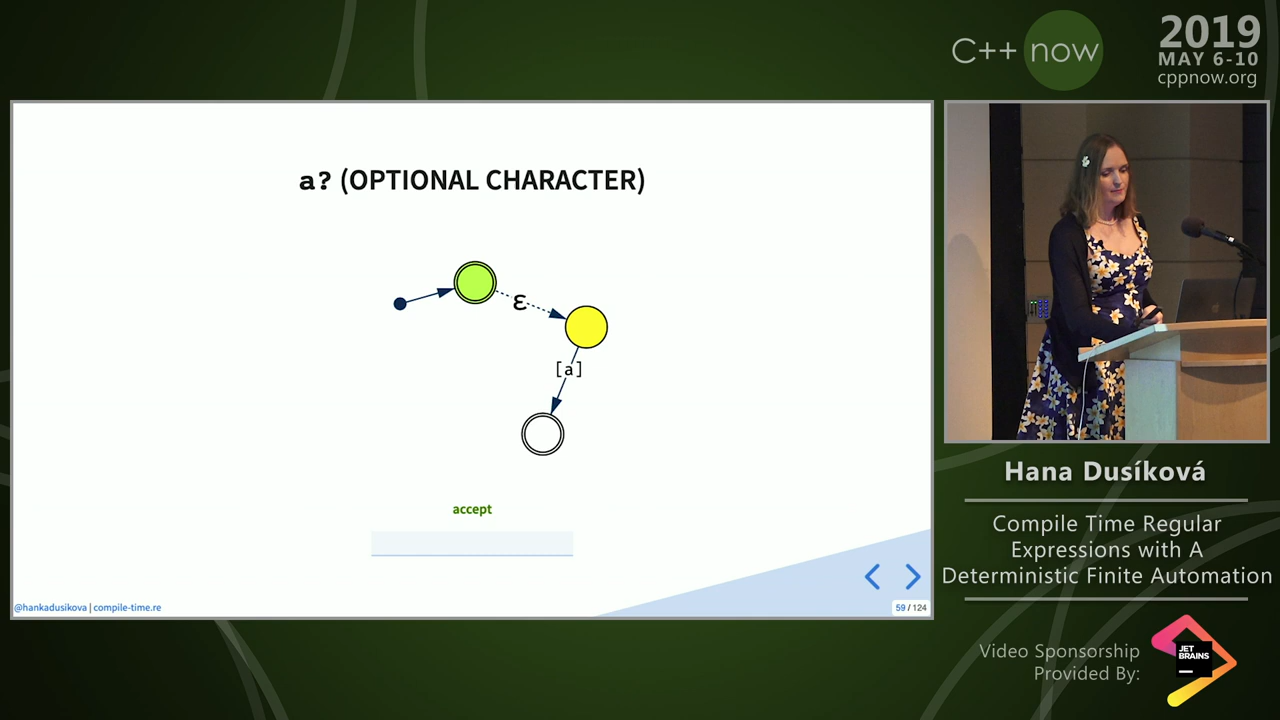 C++ now
2019
MAY 6-10
cppnow.org
a? (OPTIONAL CHARACTER)
ε
[a]
accept
@hankadusikova | compile-time.re
59 / 124
Hana Dusíková
Compile Time Regular
Expressions with A
Deterministic Finite Automation
Video Sponsorship
Provided By:
JET
BRAINS